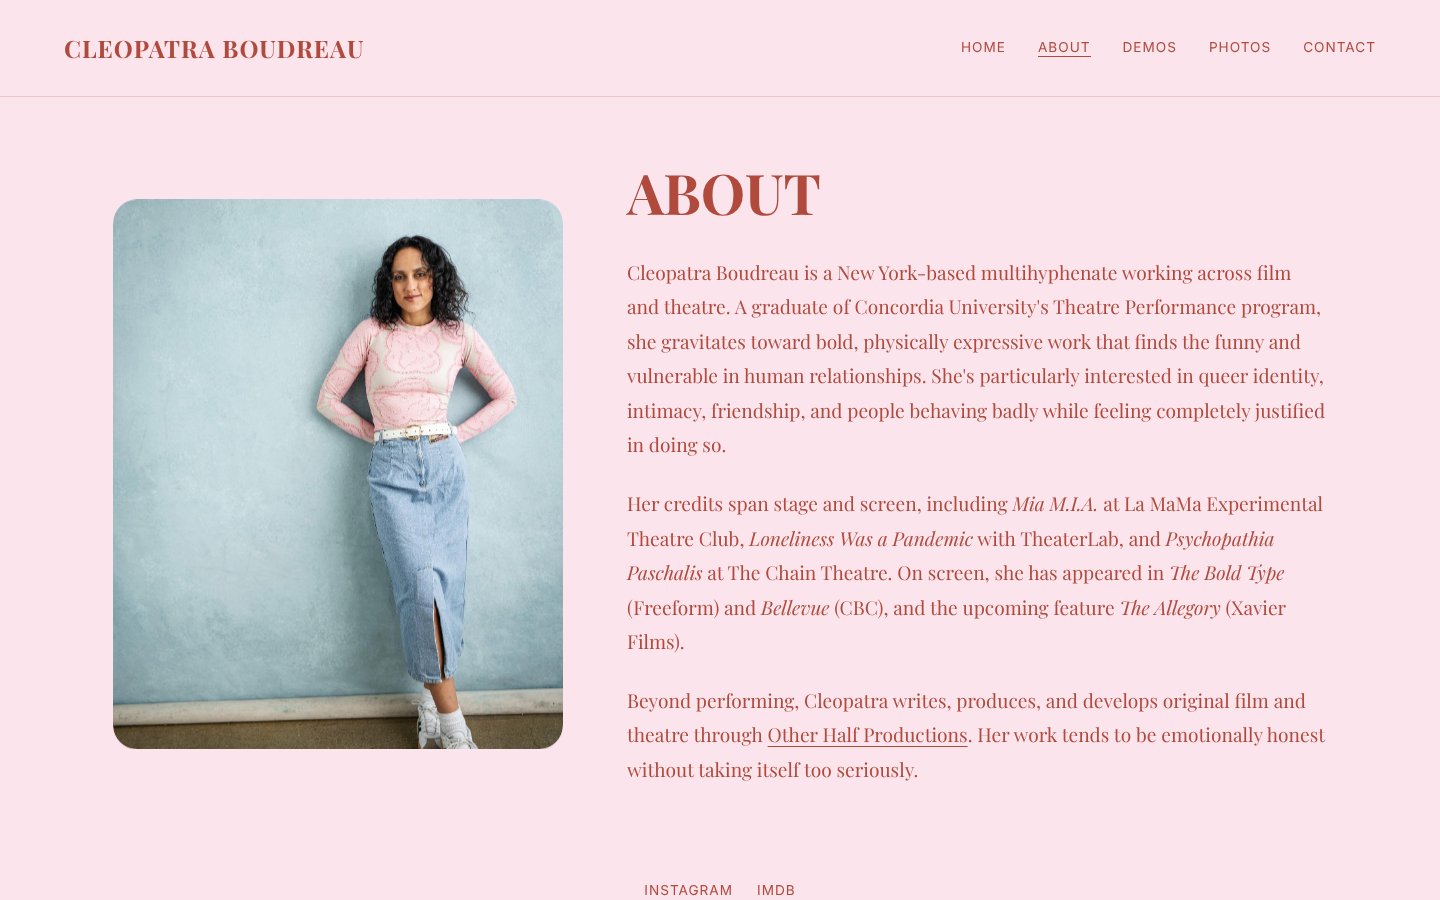 CLEOPATRA BOUDREAU
HOME ABOUT DEMOS PHOTOS CONTACT
ABOUT
Cleopatra Boudreau is a New York-based multihyphenate working across film
and theatre. A graduate of Concordia University's Theatre Performance program,
she gravitates toward bold, physically expressive work that finds the funny and
vulnerable in human relationships. She's particularly interested in queer identity,
intimacy, friendship, and people behaving badly while feeling completely justified
in doing so.
Her credits span stage and screen, including Mia M.I.A. at La MaMa Experimental
Theatre Club, Loneliness Was a Pandemic with TheaterLab, and Psychopathia
Paschalis at The Chain Theatre. On screen, she has appeared in The Bold Type
(Freeform) and Bellevue (CBC), and the upcoming feature The Allegory (Xavier
Films).
Beyond performing, Cleopatra writes, produces, and develops original film and
theatre through Other Half Productions. Her work tends to be emotionally honest
without taking itself too seriously.
INSTAGRAM IMDB